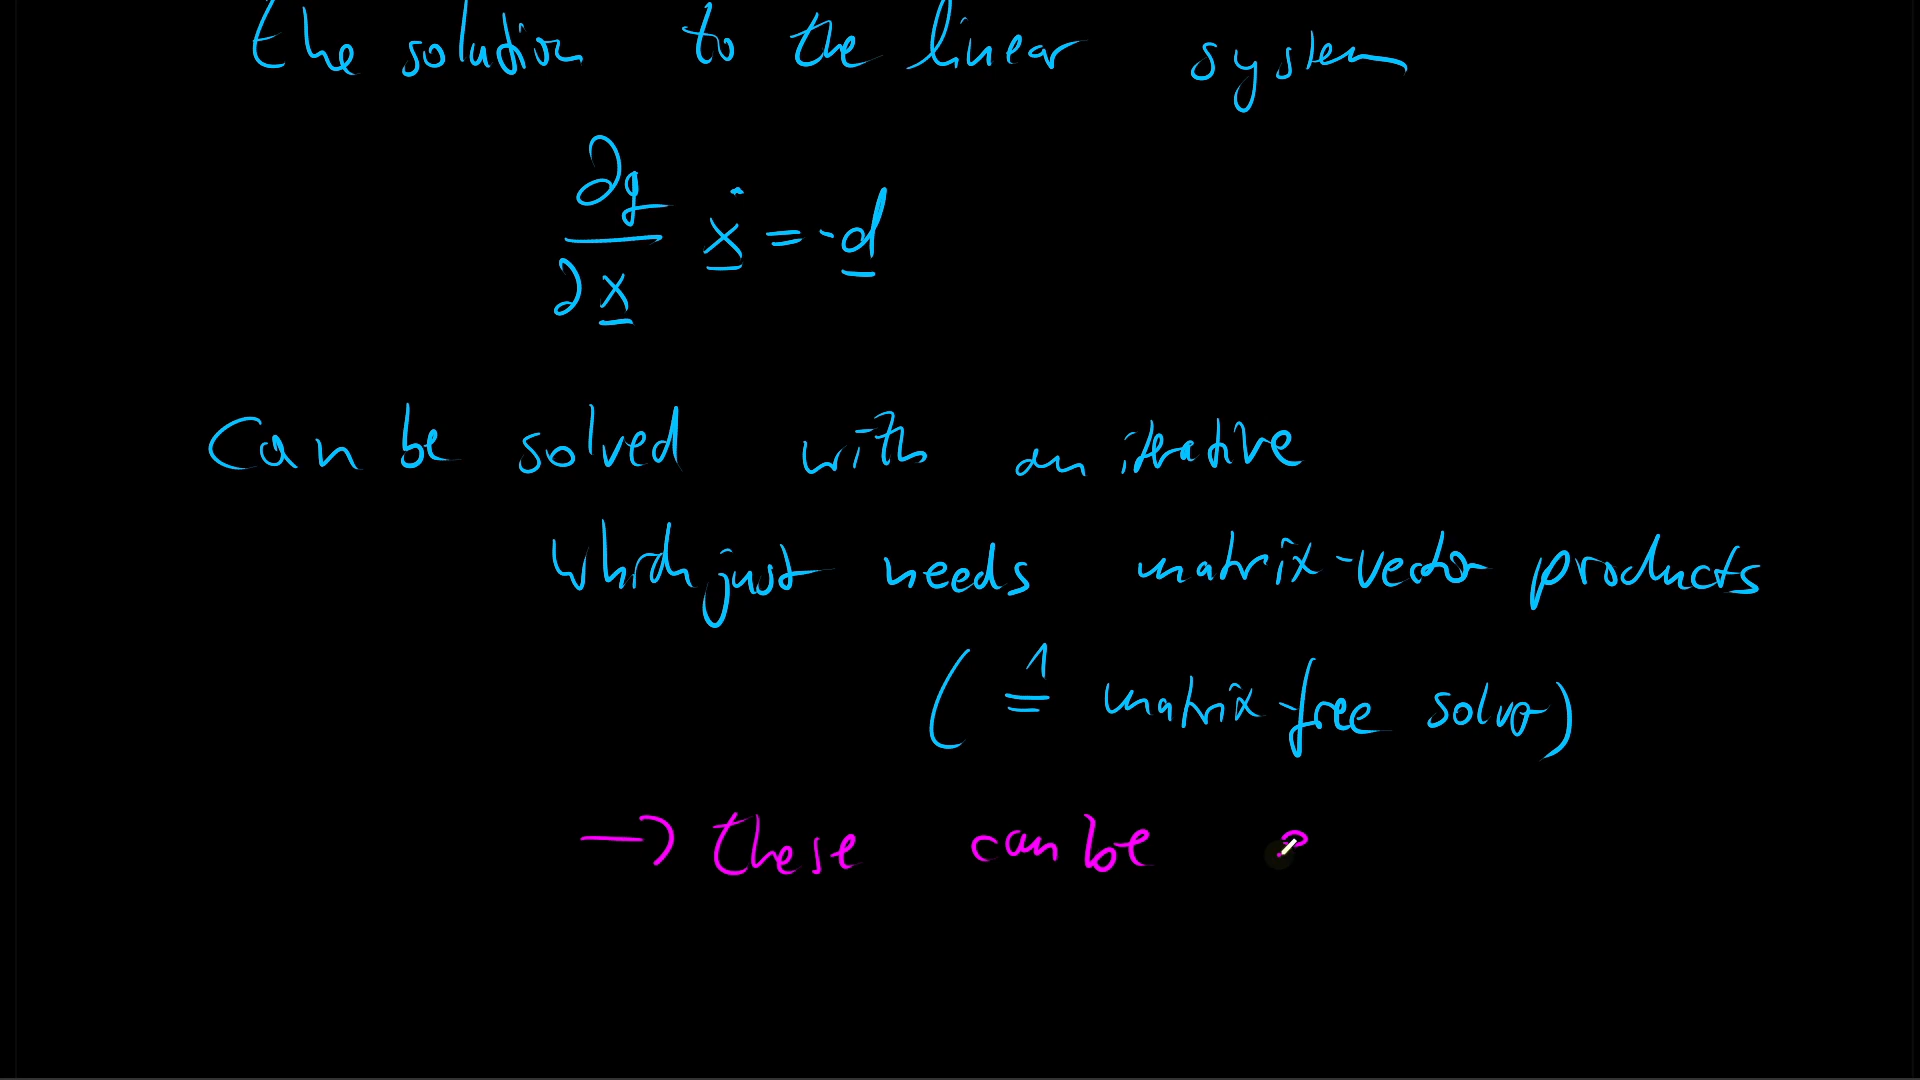 the solution to the linear system
∂g/∂x ẋ = -d
Can be solved with an iterative
which just needs matrix-vector products
(≙ matrix-free solver)
→ these can be